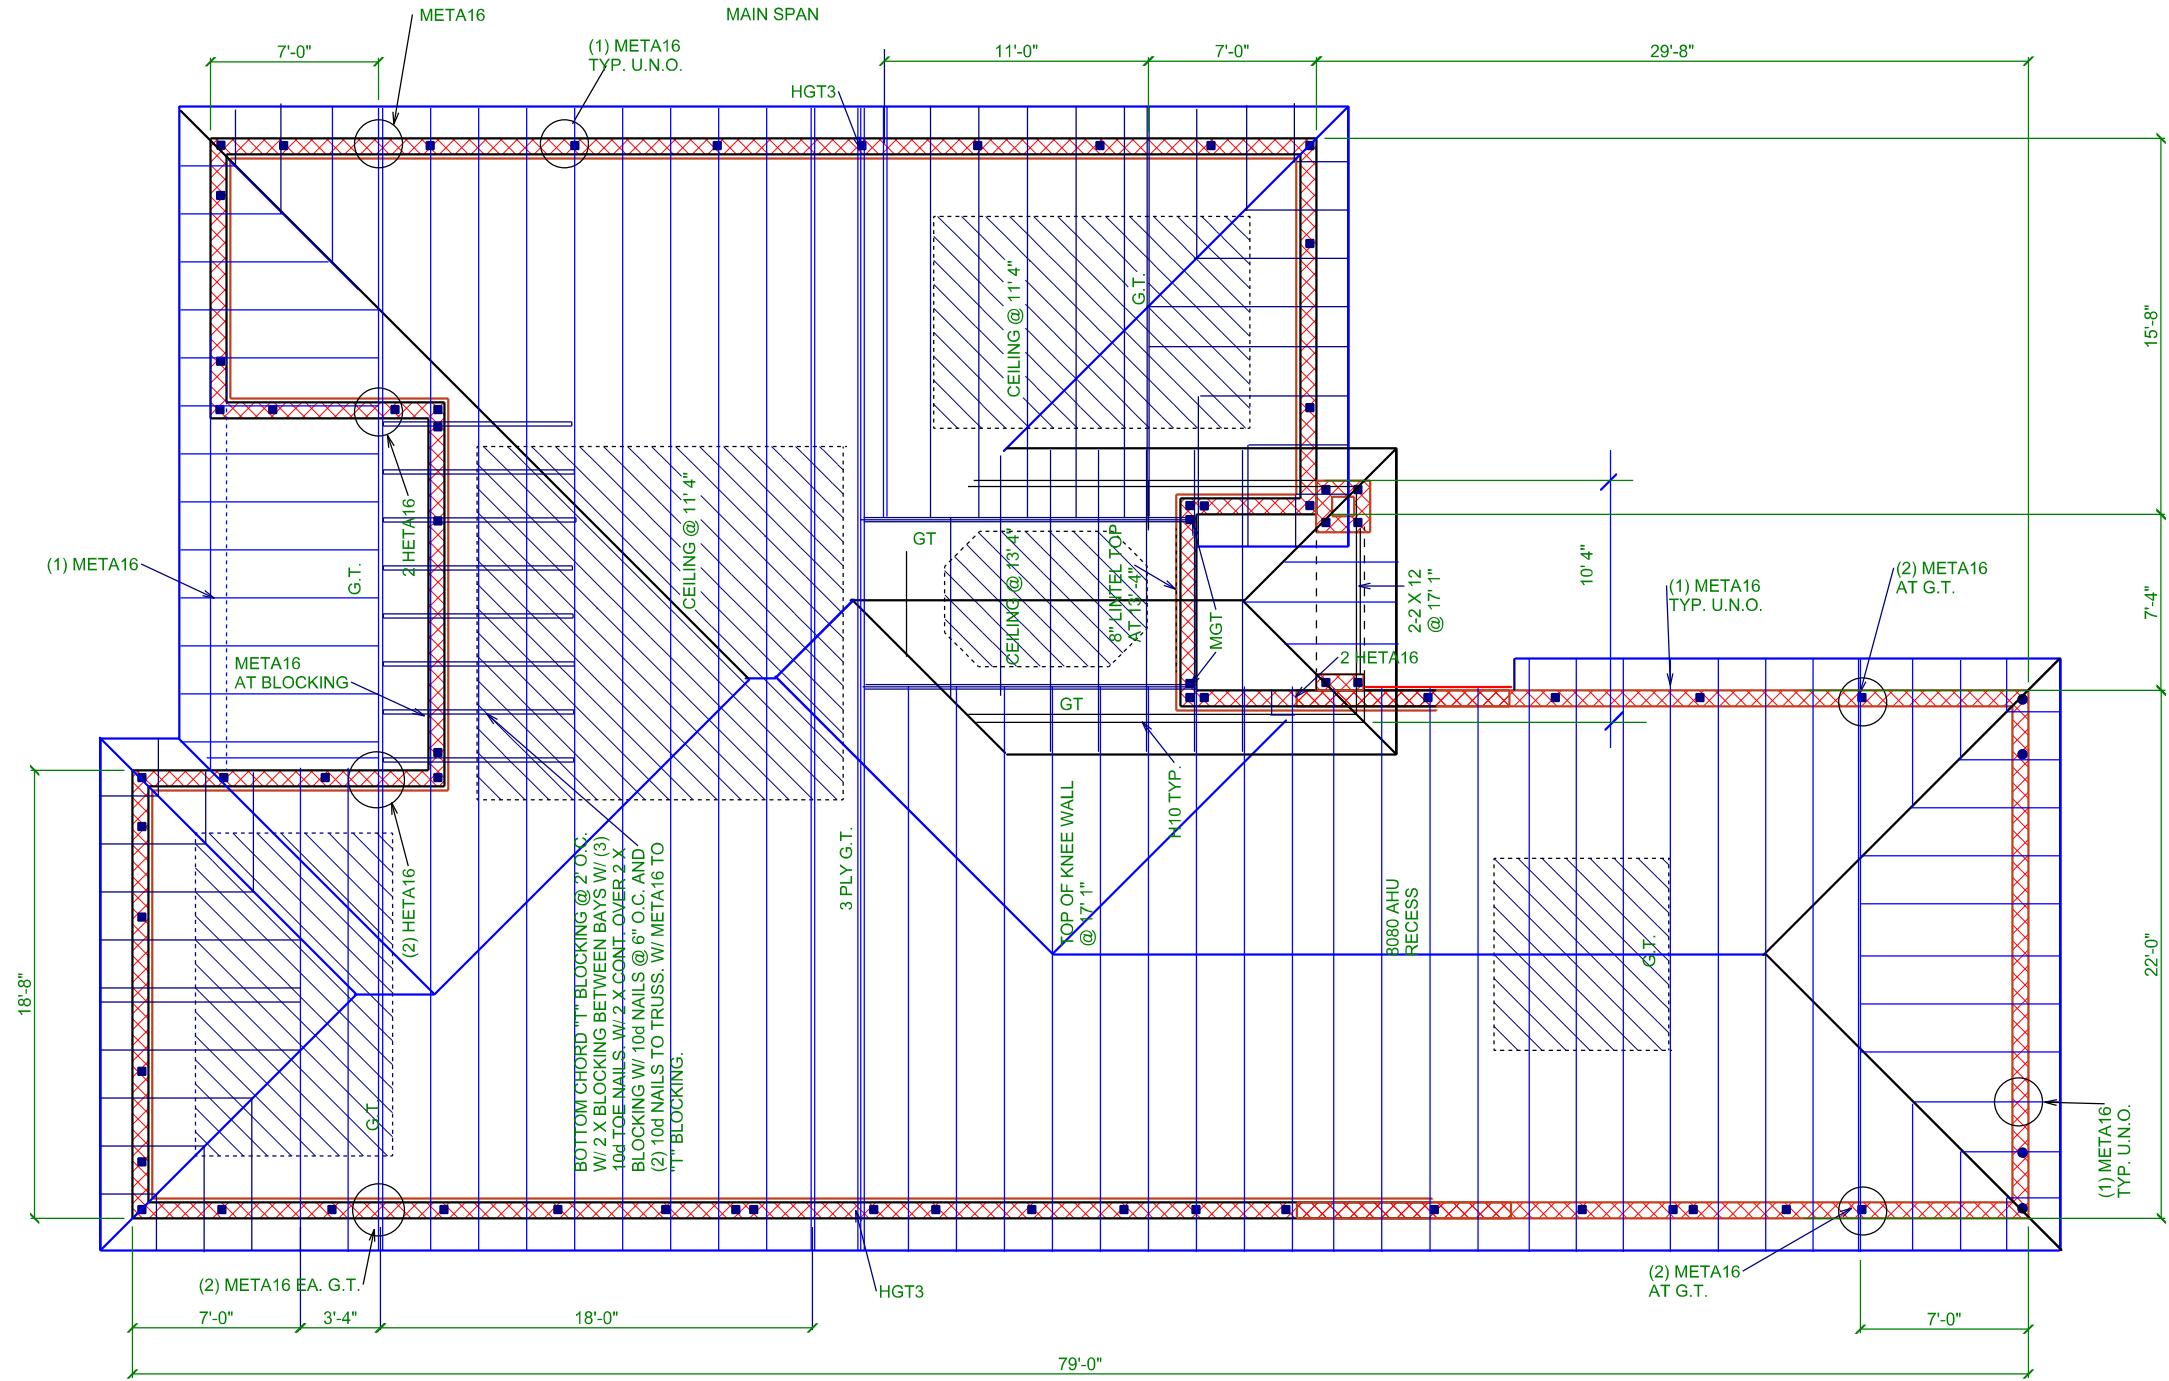 META16
MAIN SPAN
(1) META16
TYP. U.N.O.
7'-0"
11'-0"
7'-0"
29'-8"
HGT3
15'-8"
CEILING @ 11' 4"
G.T.
CEILING @ 11' 4"
2 HETA16
(1) META16
G.T.
GT
CEILING @ 13' 4"
8" LINTEL TOP
AT 13' -4"
MGT
2-2 X 12
@ 17' 1"
10' 4"
(1) META16
TYP. U.N.O.
(2) META16
AT G.T.
7'-4"
META16
AT BLOCKING
2 HETA16
GT
H10 TYP.
TOP OF KNEE WALL
@ 17' 1"
3 PLY G.T.
(2) HETA16
BOTTOM CHORD "T" BLOCKING @ 2' O.C.
W/ 2 X BLOCKING BETWEEN BAYS W/ (3)
10d TOE NAILS. W/ 2 X CONT. OVER 2 X
BLOCKING W/ 10d NAILS @ 6" O.C. AND
(2) 10d NAILS TO TRUSS. W/ META16 TO
"T" BLOCKING.
8080 AHU
RECESS
G.T.
22'-0"
18'-8"
G.T.
(1) META16
TYP. U.N.O.
(2) META16 EA. G.T.
HGT3
(2) META16
AT G.T.
7'-0"
3'-4"
18'-0"
7'-0"
79'-0"